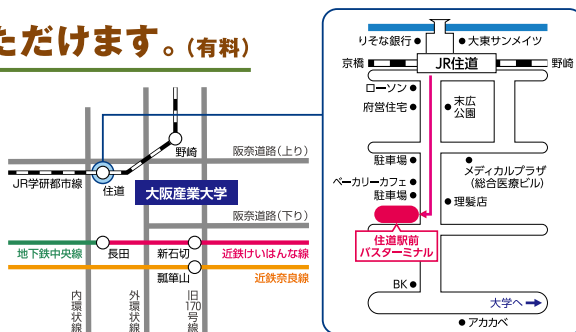 ただけます。(有料)
野崎
阪奈道路(上り)
JR学研都市線
住道
大阪産業大学
阪奈道路(下り)
地下鉄中央線
長田
新石切
近鉄けいはんな線
瓢箪山
近鉄奈良線
内環状線
外環状線
旧170号線
りそな銀行
大東サンメイツ
京橋
JR住道
野崎
ローソン
府営住宅
末広
公園
駐車場
メディカルプラザ
(総合医療ビル)
ベーカリーカフェ
駐車場
理髪店
住道駅前
バスターミナル
BK
大学へ
アカカベ